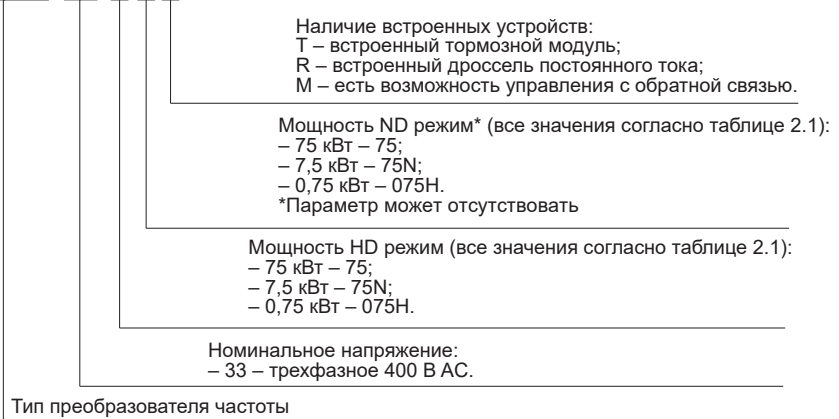 Наличие встроенных устройств:
T – встроенный тормозной модуль;
R – встроенный дроссель постоянного тока;
M – есть возможность управления с обратной связью.
Мощность ND режим* (все значения согласно таблице 2.1):
– 75 кВт – 75;
– 7,5 кВт – 75N;
– 0,75 кВт – 075H.
*Параметр может отсутствовать
Мощность HD режим (все значения согласно таблице 2.1):
– 75 кВт – 75;
– 7,5 кВт – 75N;
– 0,75 кВт – 075H.
Номинальное напряжение:
– 33 – трехфазное 400 В AC.
Тип преобразователя частоты